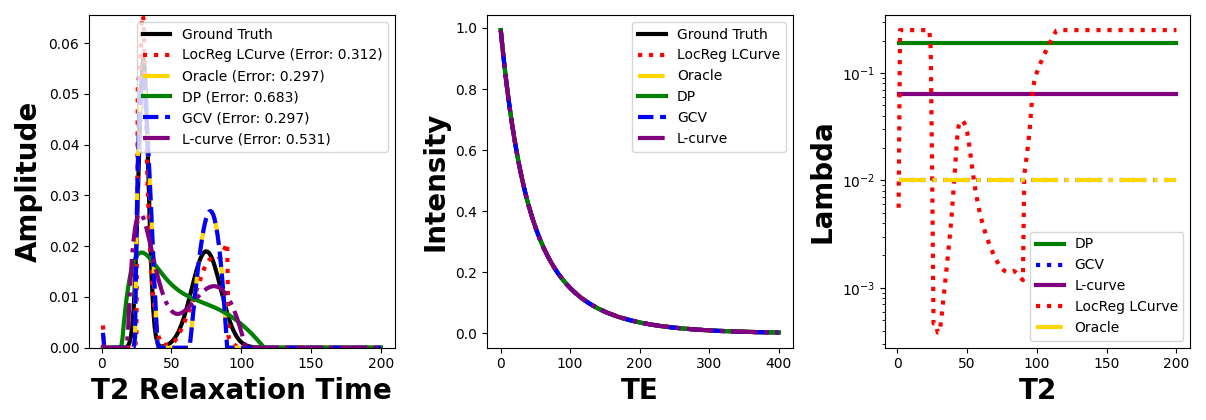 Amplitude
0.06
0.05
0.04
0.03
0.02
0.01
0.00
0
50
100
150
200
T2 Relaxation Time
Ground Truth
LocReg LCurve (Error: 0.312)
Oracle (Error: 0.297)
DP (Error: 0.683)
GCV (Error: 0.297)
L-curve (Error: 0.531)
Intensity
1.0
0.8
0.6
0.4
0.2
0.0
0
100
200
300
400
TE
Ground Truth
LocReg LCurve
Oracle
DP
GCV
L-curve
Lambda
10⁻¹
10⁻²
10⁻³
0
50
100
150
200
T2
DP
GCV
L-curve
LocReg LCurve
Oracle